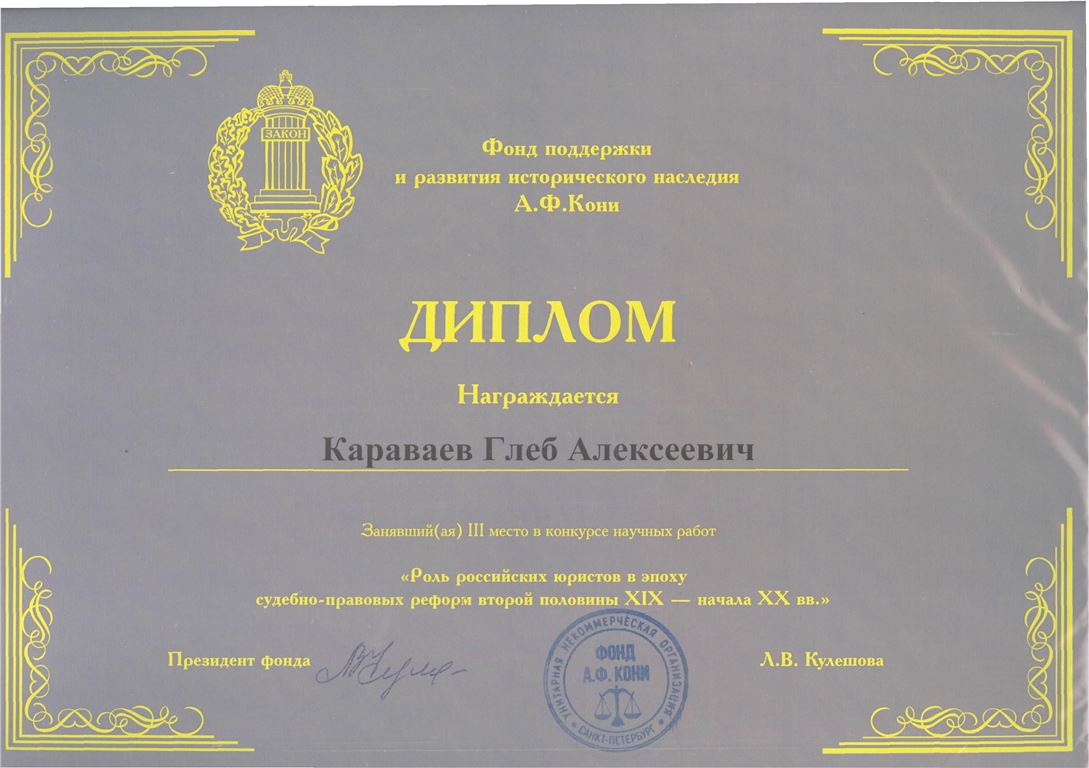 ЗАКОН
Фонд поддержки
и развития исторического наследия
А.Ф.Кони
ДИПЛОМ
Награждается
Караваев Глеб Алексеевич
Занявший(ая) III место в конкурсе научных работ
«Роль российских юристов в эпоху
судебно-правовых реформ второй половины XIX — начала XX вв.»
Президент фонда
Л.В. Кулешова
УНИТАРНАЯ НЕКОММЕРЧЕСКАЯ ОРГАНИЗАЦИЯ
ФОНД
А.Ф. КОНИ
* САНКТ-ПЕТЕРБУРГ *